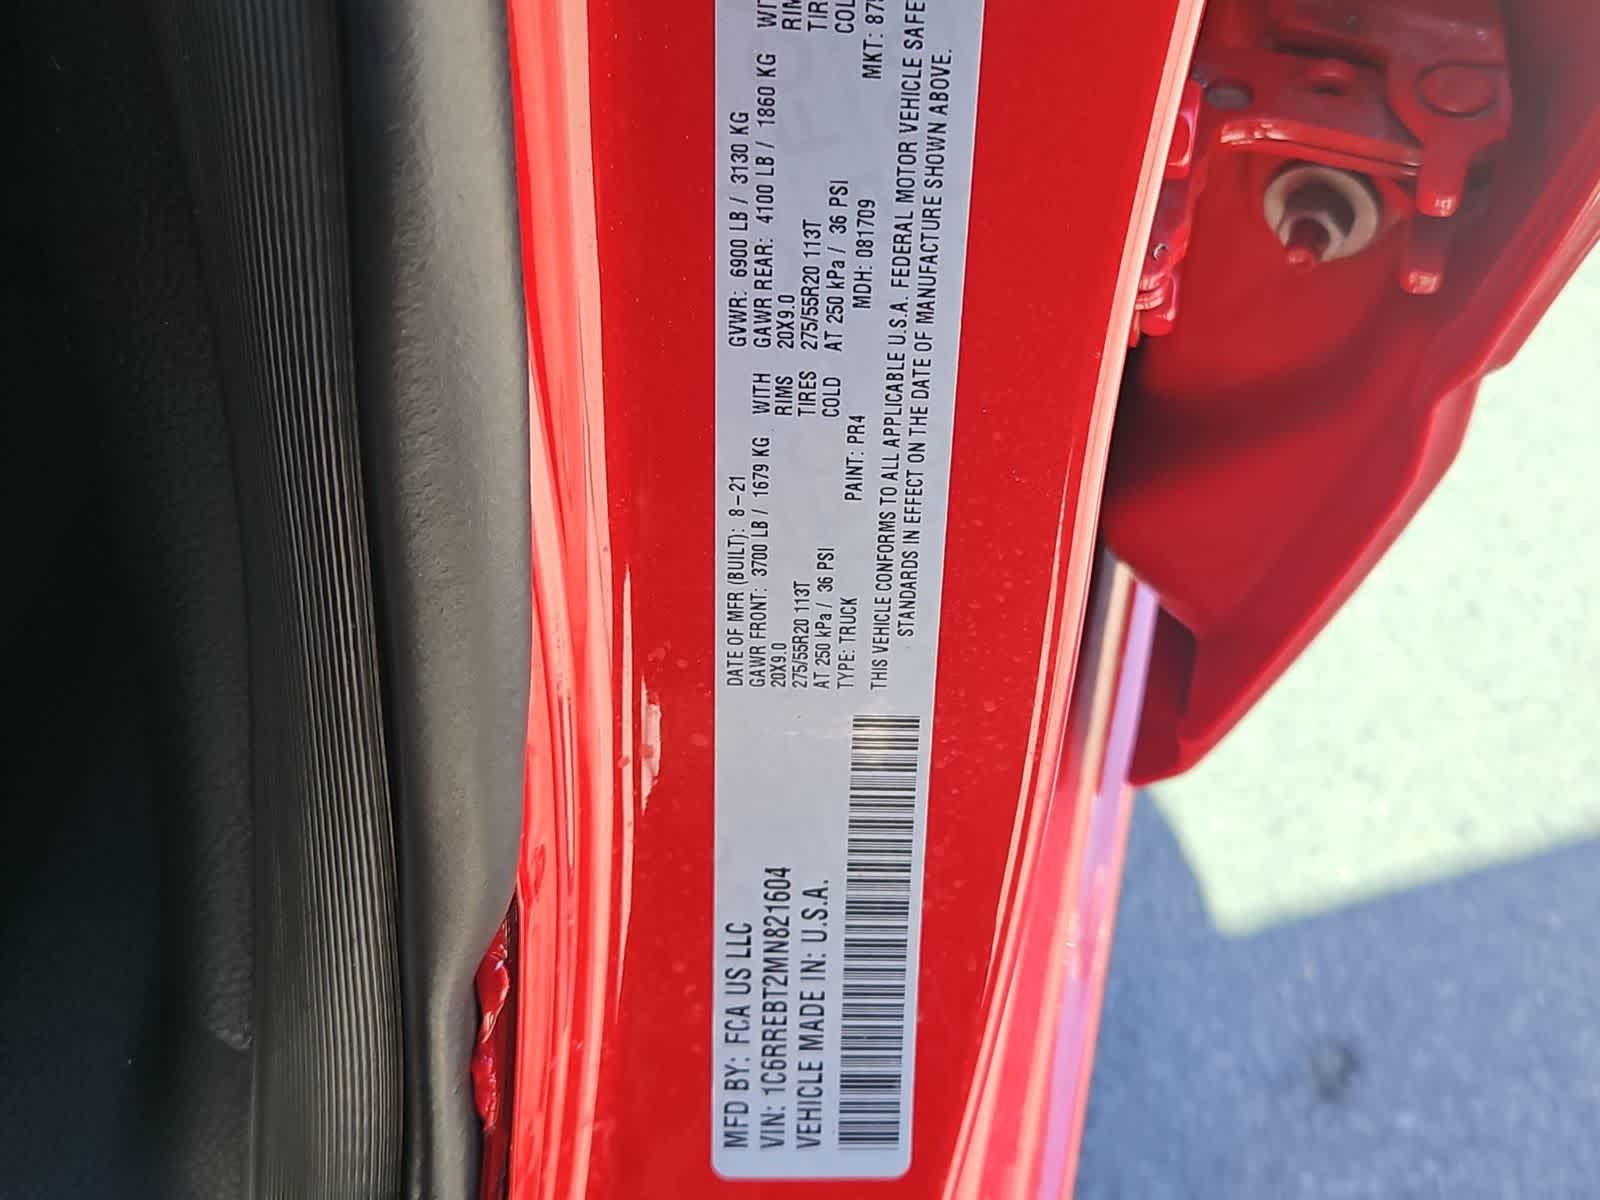 MFD BY: FCA US LLC
VIN: 1C6RREBT2MN821604
VEHICLE MADE IN: U.S.A.
DATE OF MFR (BUILT): 8-21 GVWR: 6900 LB / 3130 KG
GAWR FRONT: 3700 LB / 1679 KG WITH GAWR REAR: 4100 LB / 1860 KG
20X9.0 RIMS 20X9.0 RIMS
275/55R20 113T TIRES 275/55R20 113T
AT 250 kPa / 36 PSI COLD AT 250 kPa / 36 PSI
TYPE: TRUCK PAINT: PR4 MDH: 081709 MKT:
THIS VEHICLE CONFORMS TO ALL APPLICABLE U.S.A. FEDERAL MOTOR VEHICLE
STANDARDS IN EFFECT ON THE DATE OF MANUFACTURE SHOWN ABOVE.